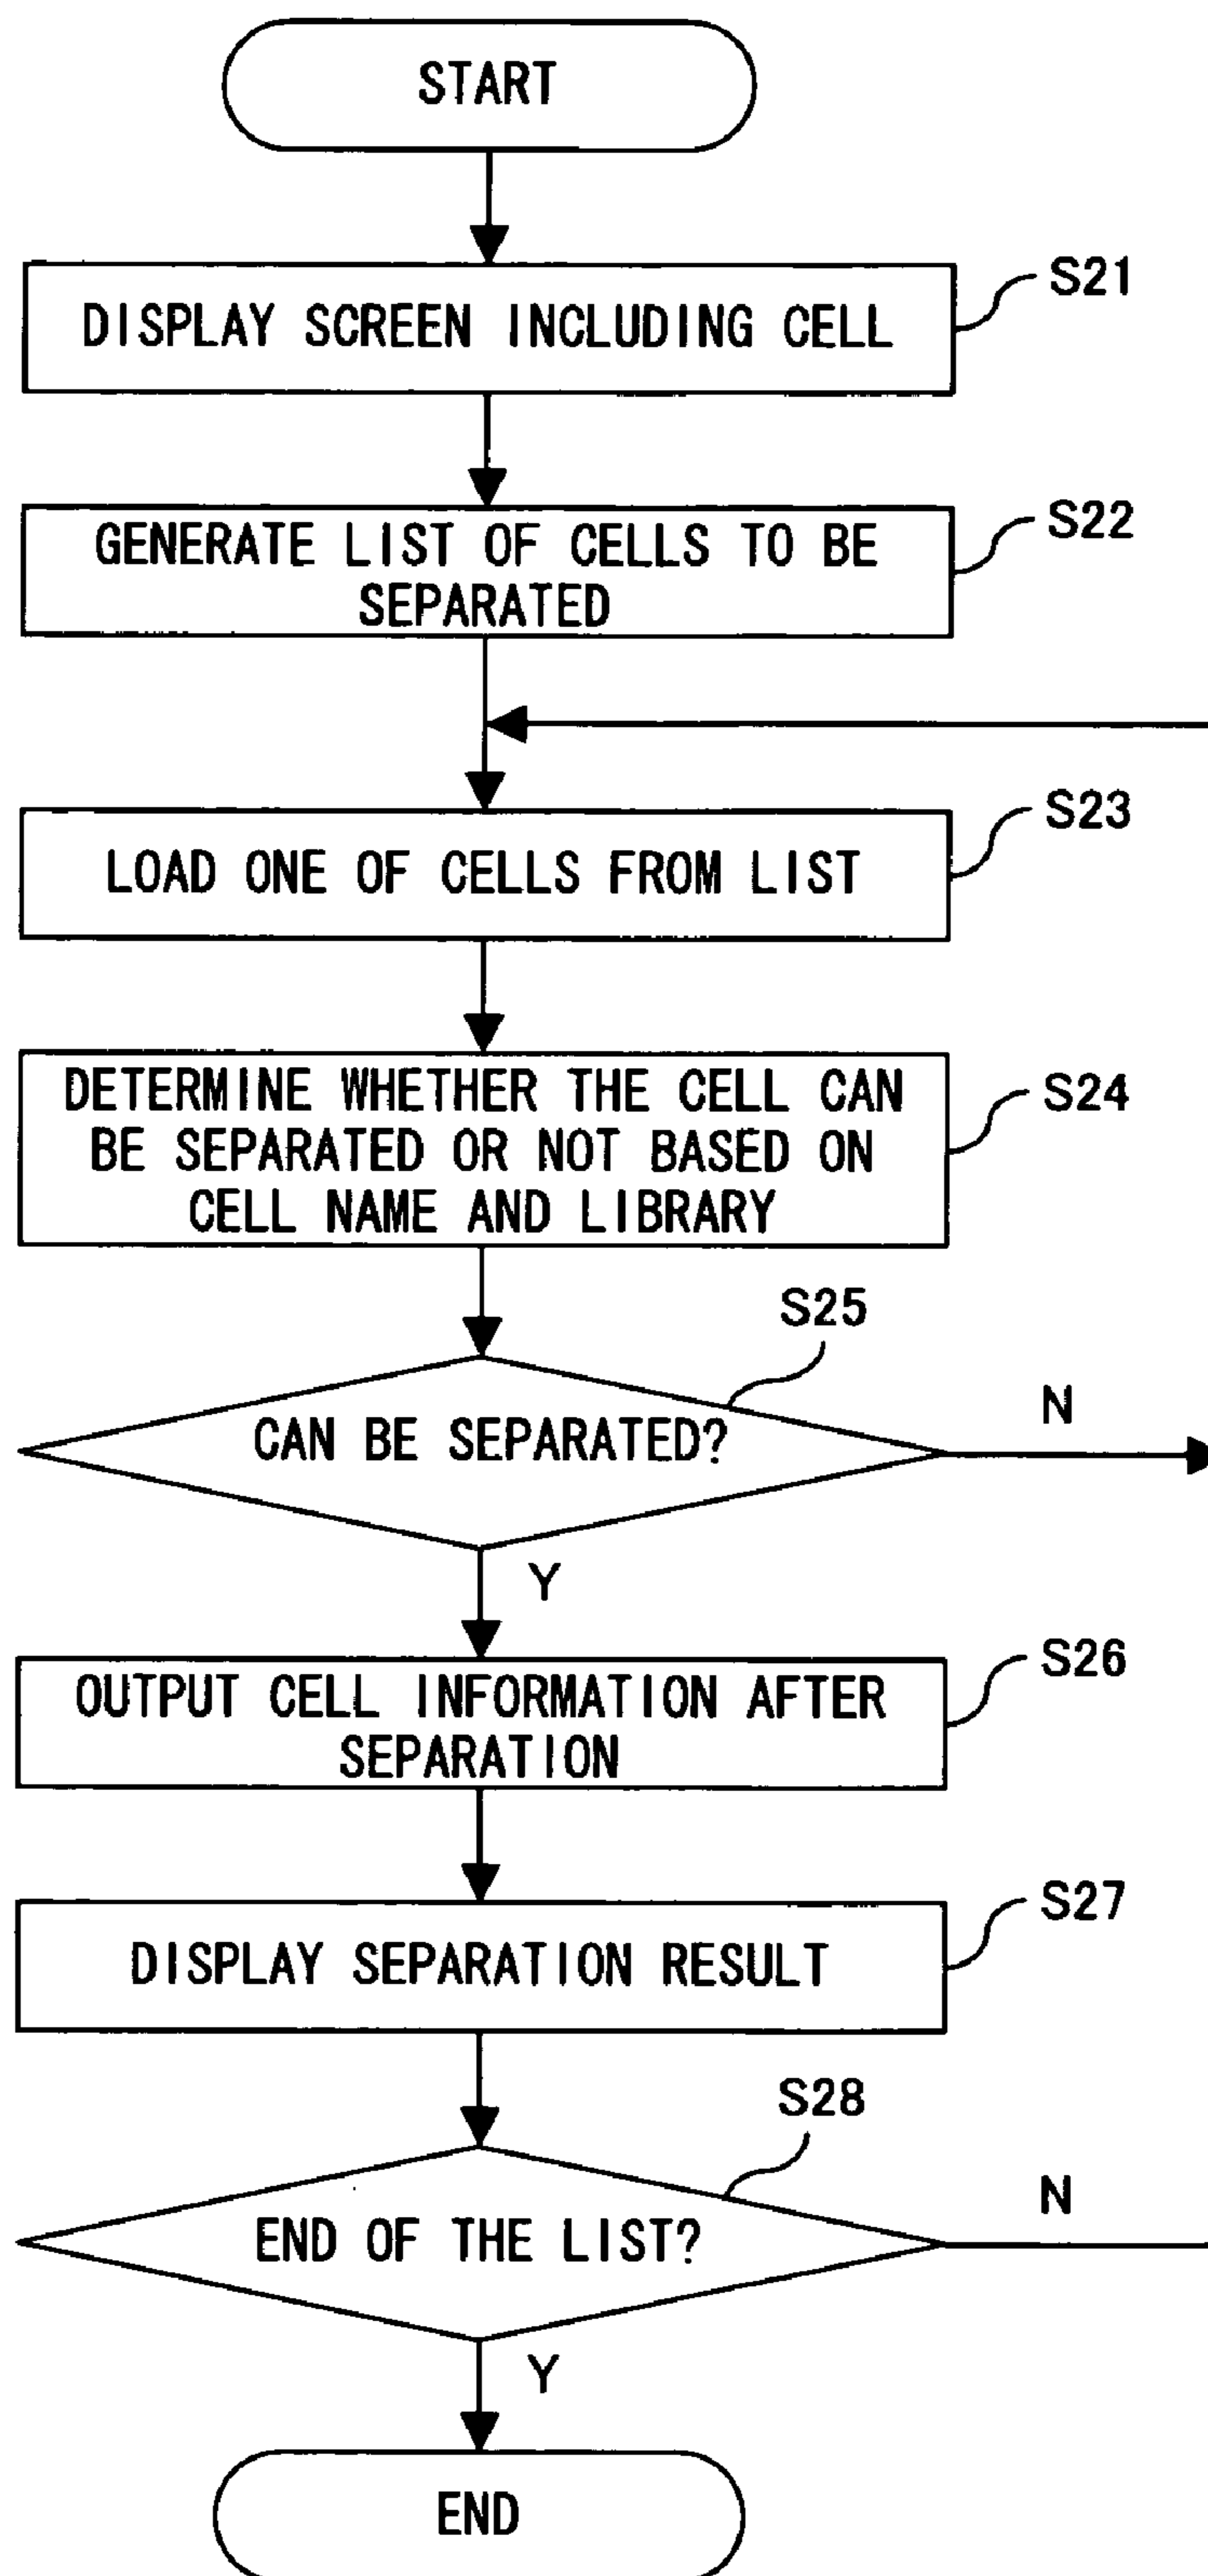 START
S21
DISPLAY SCREEN INCLUDING CELL
S22
GENERATE LIST OF CELLS TO BE
SEPARATED
S23
LOAD ONE OF CELLS FROM LIST
S24
DETERMINE WHETHER THE CELL CAN
BE SEPARATED OR NOT BASED ON
CELL NAME AND LIBRARY
S25
CAN BE SEPARATED?
N
Y
S26
OUTPUT CELL INFORMATION AFTER
SEPARATION
S27
DISPLAY SEPARATION RESULT
S28
END OF THE LIST?
N
Y
END